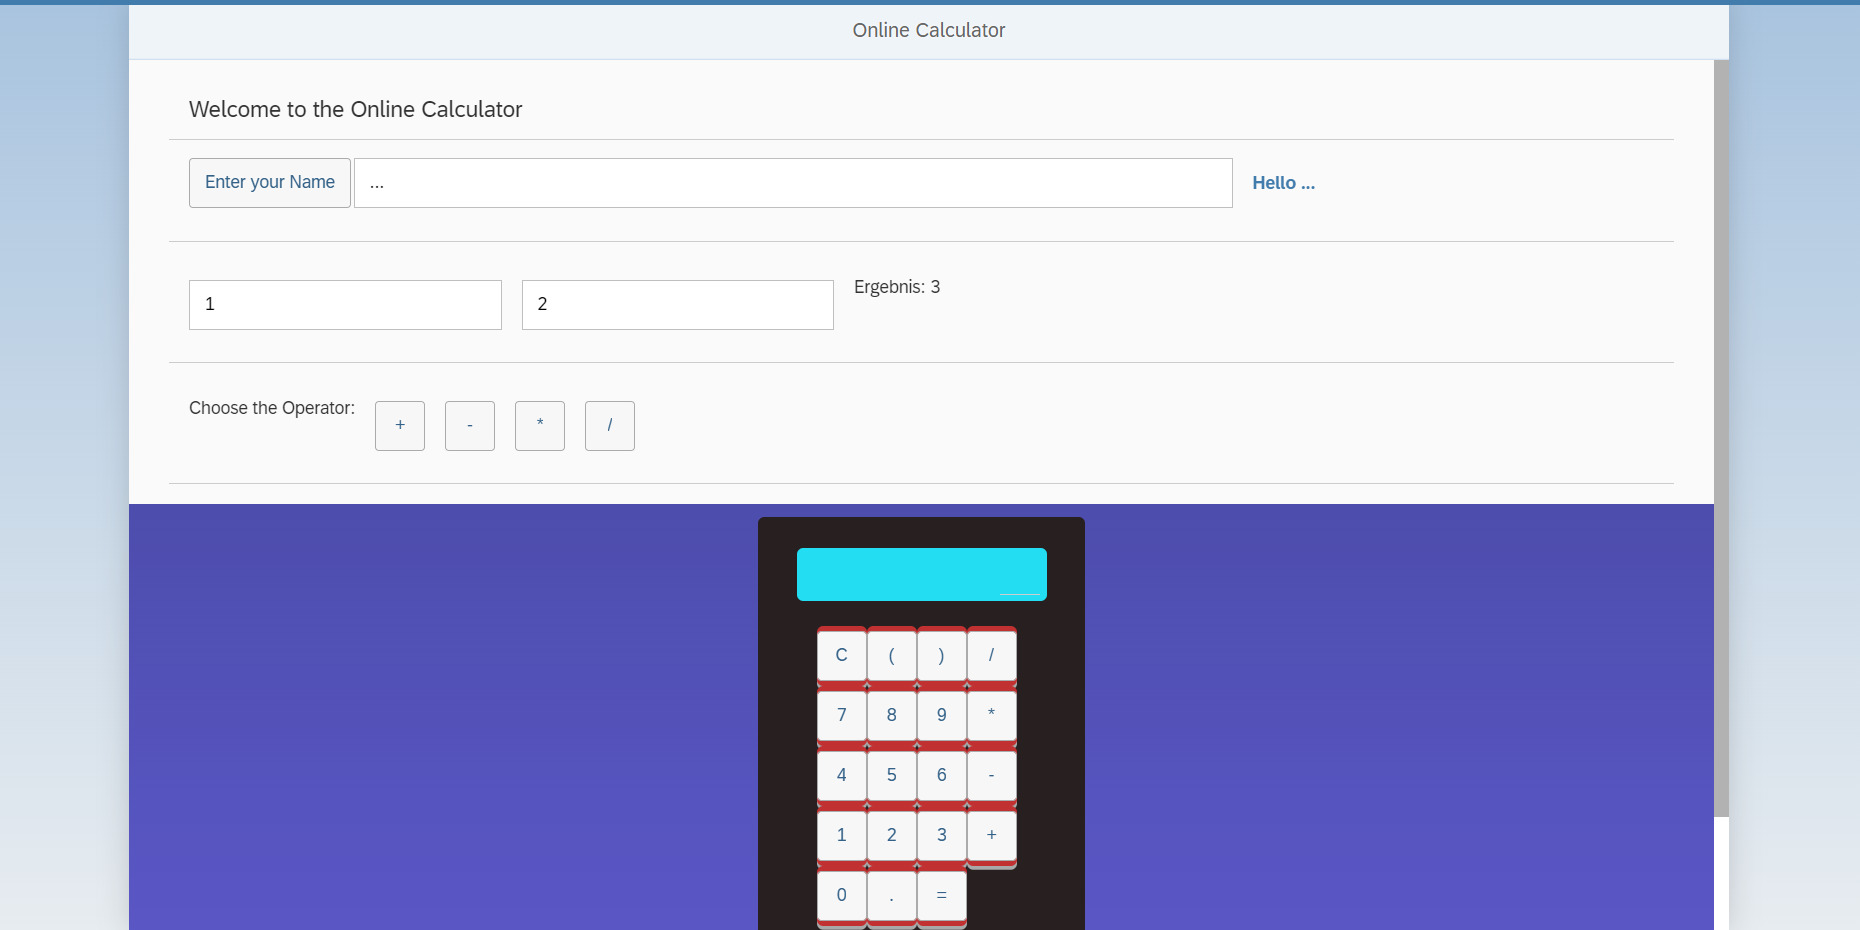 Online Calculator
Welcome to the Online Calculator
Enter your Name ... Hello ...
1 2 Ergebnis: 3
Choose the Operator: + - * /
C ( ) /
7 8 9 *
4 5 6 -
1 2 3 +
0 . =